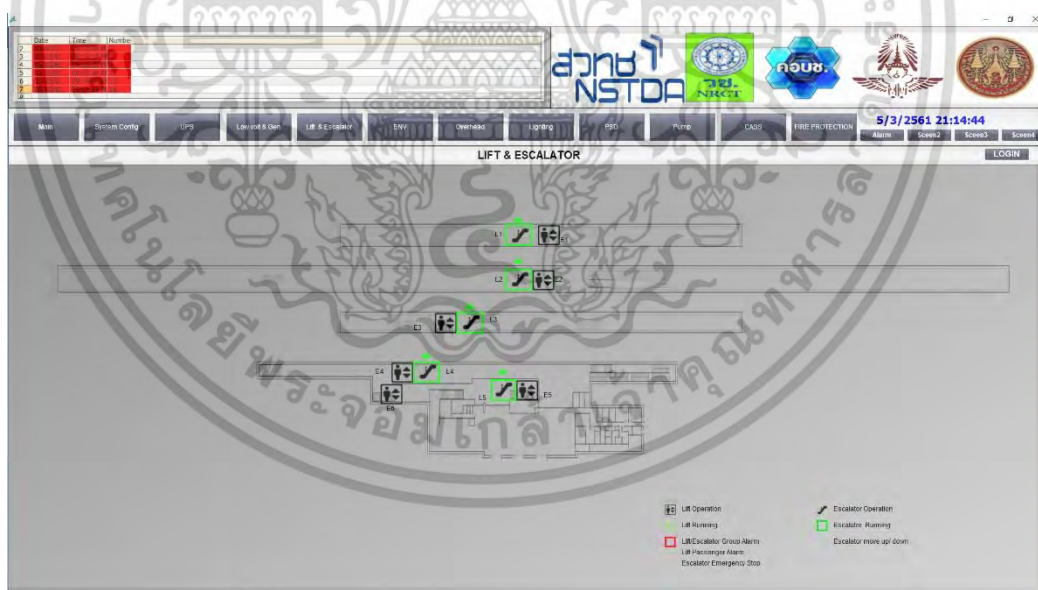 Date Time Number
สวทช
NSTDA
วช.
NRCT
คอบช.
Main System Config UPS Low volt & Gen Lift & Escalator ENV Overhead Lighting PSD Pump CASS FIRE PROTECTION
5/3/2561 21:14:44
Alarm Sceen2 Sceen3 Sceen4
LIFT & ESCALATOR
LOGIN
L1 E1
L2 E2
E3 L3
E4 L4
L5 E5
E6
Lift Operation Escalator Operation
Lift Running Escalator Running
Lift/Escalator Group Alarm Escalator more up/ down
Lift Passenger Alarm
Escalator Emergency Stop